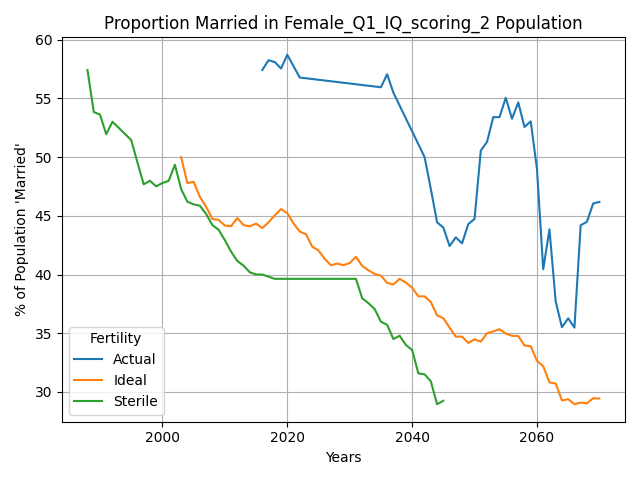 Proportion Married in Female_Q1_IQ_scoring_2 Population
% of Population 'Married'
60
55
50
45
40
35
30
Fertility
Actual
Ideal
Sterile
2000
2020
2040
2060
Years